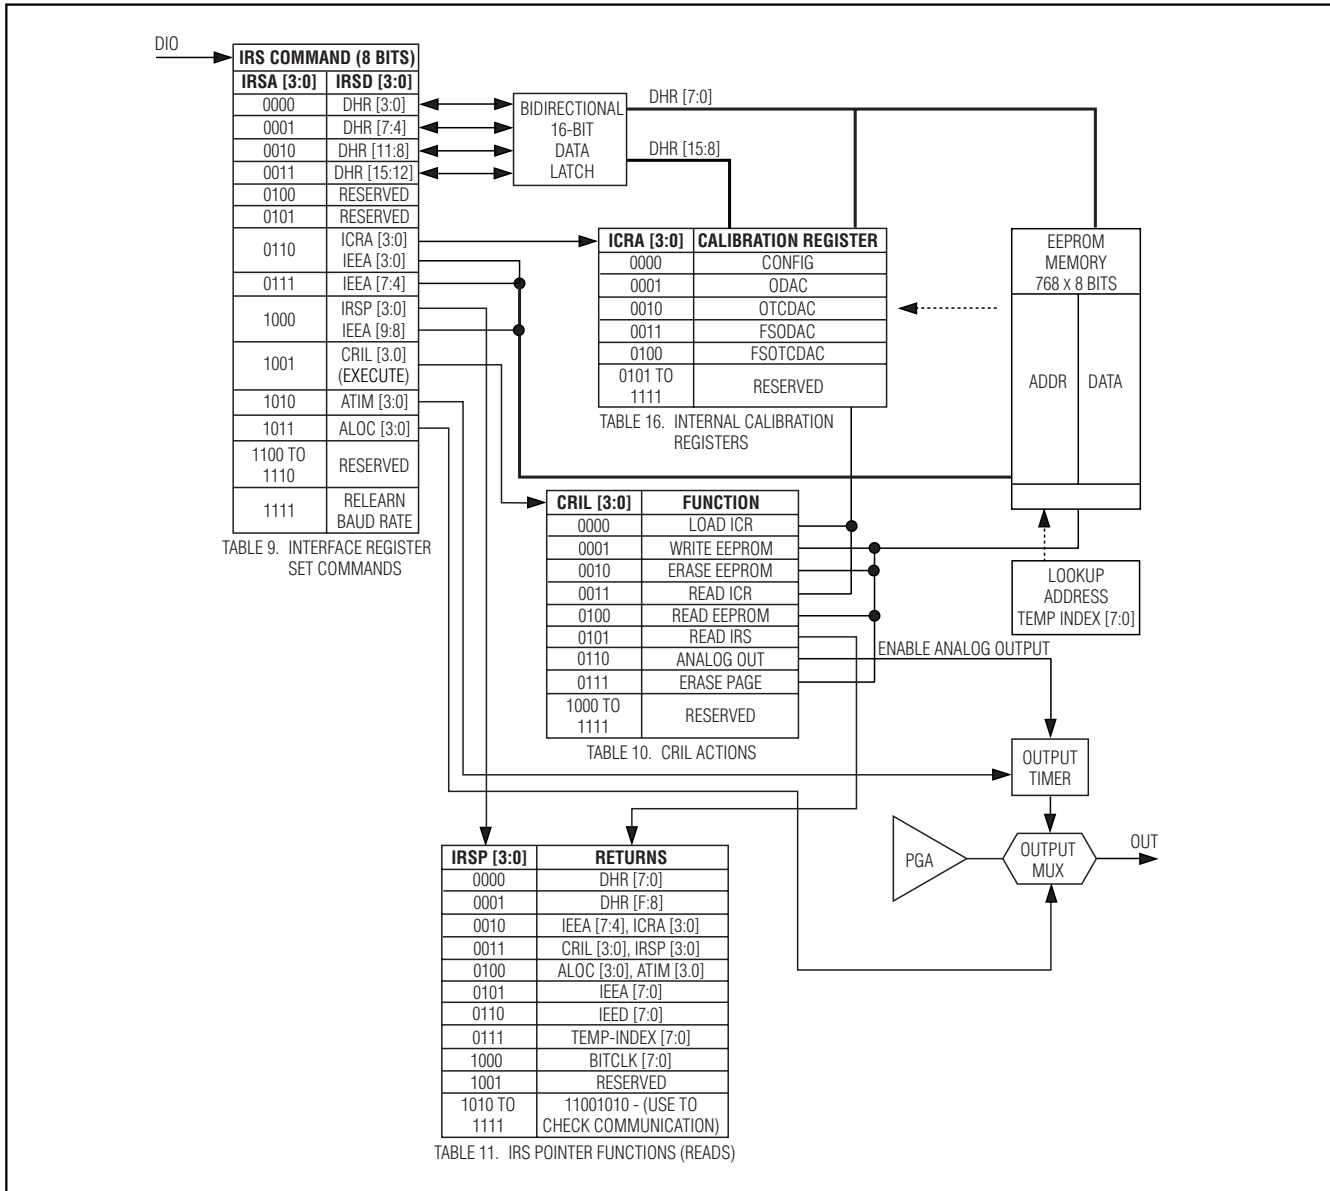 DIO
IRS COMMAND (8 BITS)
IRSA [3:0] IRSD [3:0]
0000 DHR [3:0]
0001 DHR [7:4]
0010 DHR [11:8]
0011 DHR [15:12]
0100 RESERVED
0101 RESERVED
0110 ICRA [3:0]
IEEA [3:0]
0111 IEEA [7:4]
1000 IRSP [3:0]
IEEA [9:8]
1001 CRIL [3.0]
(EXECUTE)
1010 ATIM [3:0]
1011 ALOC [3:0]
1100 TO
1110 RESERVED
1111 RELEARN
BAUD RATE
TABLE 9. INTERFACE REGISTER
SET COMMANDS
BIDIRECTIONAL
16-BIT
DATA
LATCH
DHR [7:0]
DHR [15:8]
ICRA [3:0] CALIBRATION REGISTER
0000 CONFIG
0001 ODAC
0010 OTCDAC
0011 FSODAC
0100 FSOTCDAC
0101 TO
1111 RESERVED
TABLE 16. INTERNAL CALIBRATION
REGISTERS
EEPROM
MEMORY
768 x 8 BITS
ADDR DATA
LOOKUP
ADDRESS
TEMP INDEX [7:0]
CRIL [3:0] FUNCTION
0000 LOAD ICR
0001 WRITE EEPROM
0010 ERASE EEPROM
0011 READ ICR
0100 READ EEPROM
0101 READ IRS
0110 ANALOG OUT
0111 ERASE PAGE
1000 TO
1111 RESERVED
TABLE 10. CRIL ACTIONS
ENABLE ANALOG OUTPUT
OUTPUT
TIMER
PGA
OUTPUT
MUX
OUT
IRSP [3:0] RETURNS
0000 DHR [7:0]
0001 DHR [F:8]
0010 IEEA [7:4], ICRA [3:0]
0011 CRIL [3:0], IRSP [3:0]
0100 ALOC [3:0], ATIM [3.0]
0101 IEEA [7:0]
0110 IEED [7:0]
0111 TEMP-INDEX [7:0]
1000 BITCLK [7:0]
1001 RESERVED
1010 TO 11001010 - (USE TO
1111 CHECK COMMUNICATION)
TABLE 11. IRS POINTER FUNCTIONS (READS)